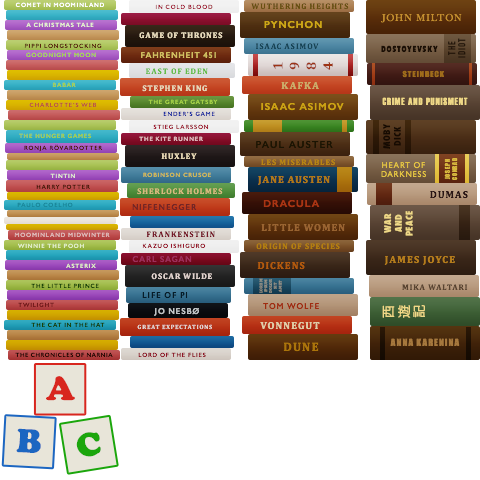 COMET IN MOOMINLAND
A CHRISTMAS TALE
PIPPI LONGSTOCKING
GOODNIGHT MOON
BABAR
CHARLOTTE'S WEB
THE HUNGER GAMES
RONJA RÖVARDOTTER
TINTIN
HARRY POTTER
PAULO COELHO
MOOMINLAND MIDWINTER
WINNIE THE POOH
ASTERIX
THE LITTLE PRINCE
TWILIGHT
THE CAT IN THE HAT
THE CHRONICLES OF NARNIA
IN COLD BLOOD
GAME OF THRONES
FAHRENHEIT 451
EAST OF EDEN
STEPHEN KING
THE GREAT GATSBY
ENDER'S GAME
STIEG LARSSON
THE KITE RUNNER
HUXLEY
ROBINSON CRUSOE
SHERLOCK HOLMES
NIFFENEGGER
FRANKENSTEIN
KAZUO ISHIGURO
CARL SAGAN
OSCAR WILDE
LIFE OF PI
JO NESBØ
GREAT EXPECTATIONS
LORD OF THE FLIES
WUTHERING HEIGHTS
PYNCHON
ISAAC ASIMOV
1984
KAFKA
ISAAC ASIMOV
PAUL AUSTER
LES MISERABLES
JANE AUSTEN
DRACULA
LITTLE WOMEN
ORIGIN OF SPECIES
DICKENS
TOM WOLFE
VONNEGUT
DUNE
JOHN MILTON
DOSTOYEVSKY
THE IDIOT
STEINBECK
CRIME AND PUNISHMENT
MOBY DICK
HEART OF DARKNESS
JOSEPH CONRAD
DUMAS
WAR AND PEACE
JAMES JOYCE
MIKA WALTARI
西遊記
ANNA KARENINA
A
B
C